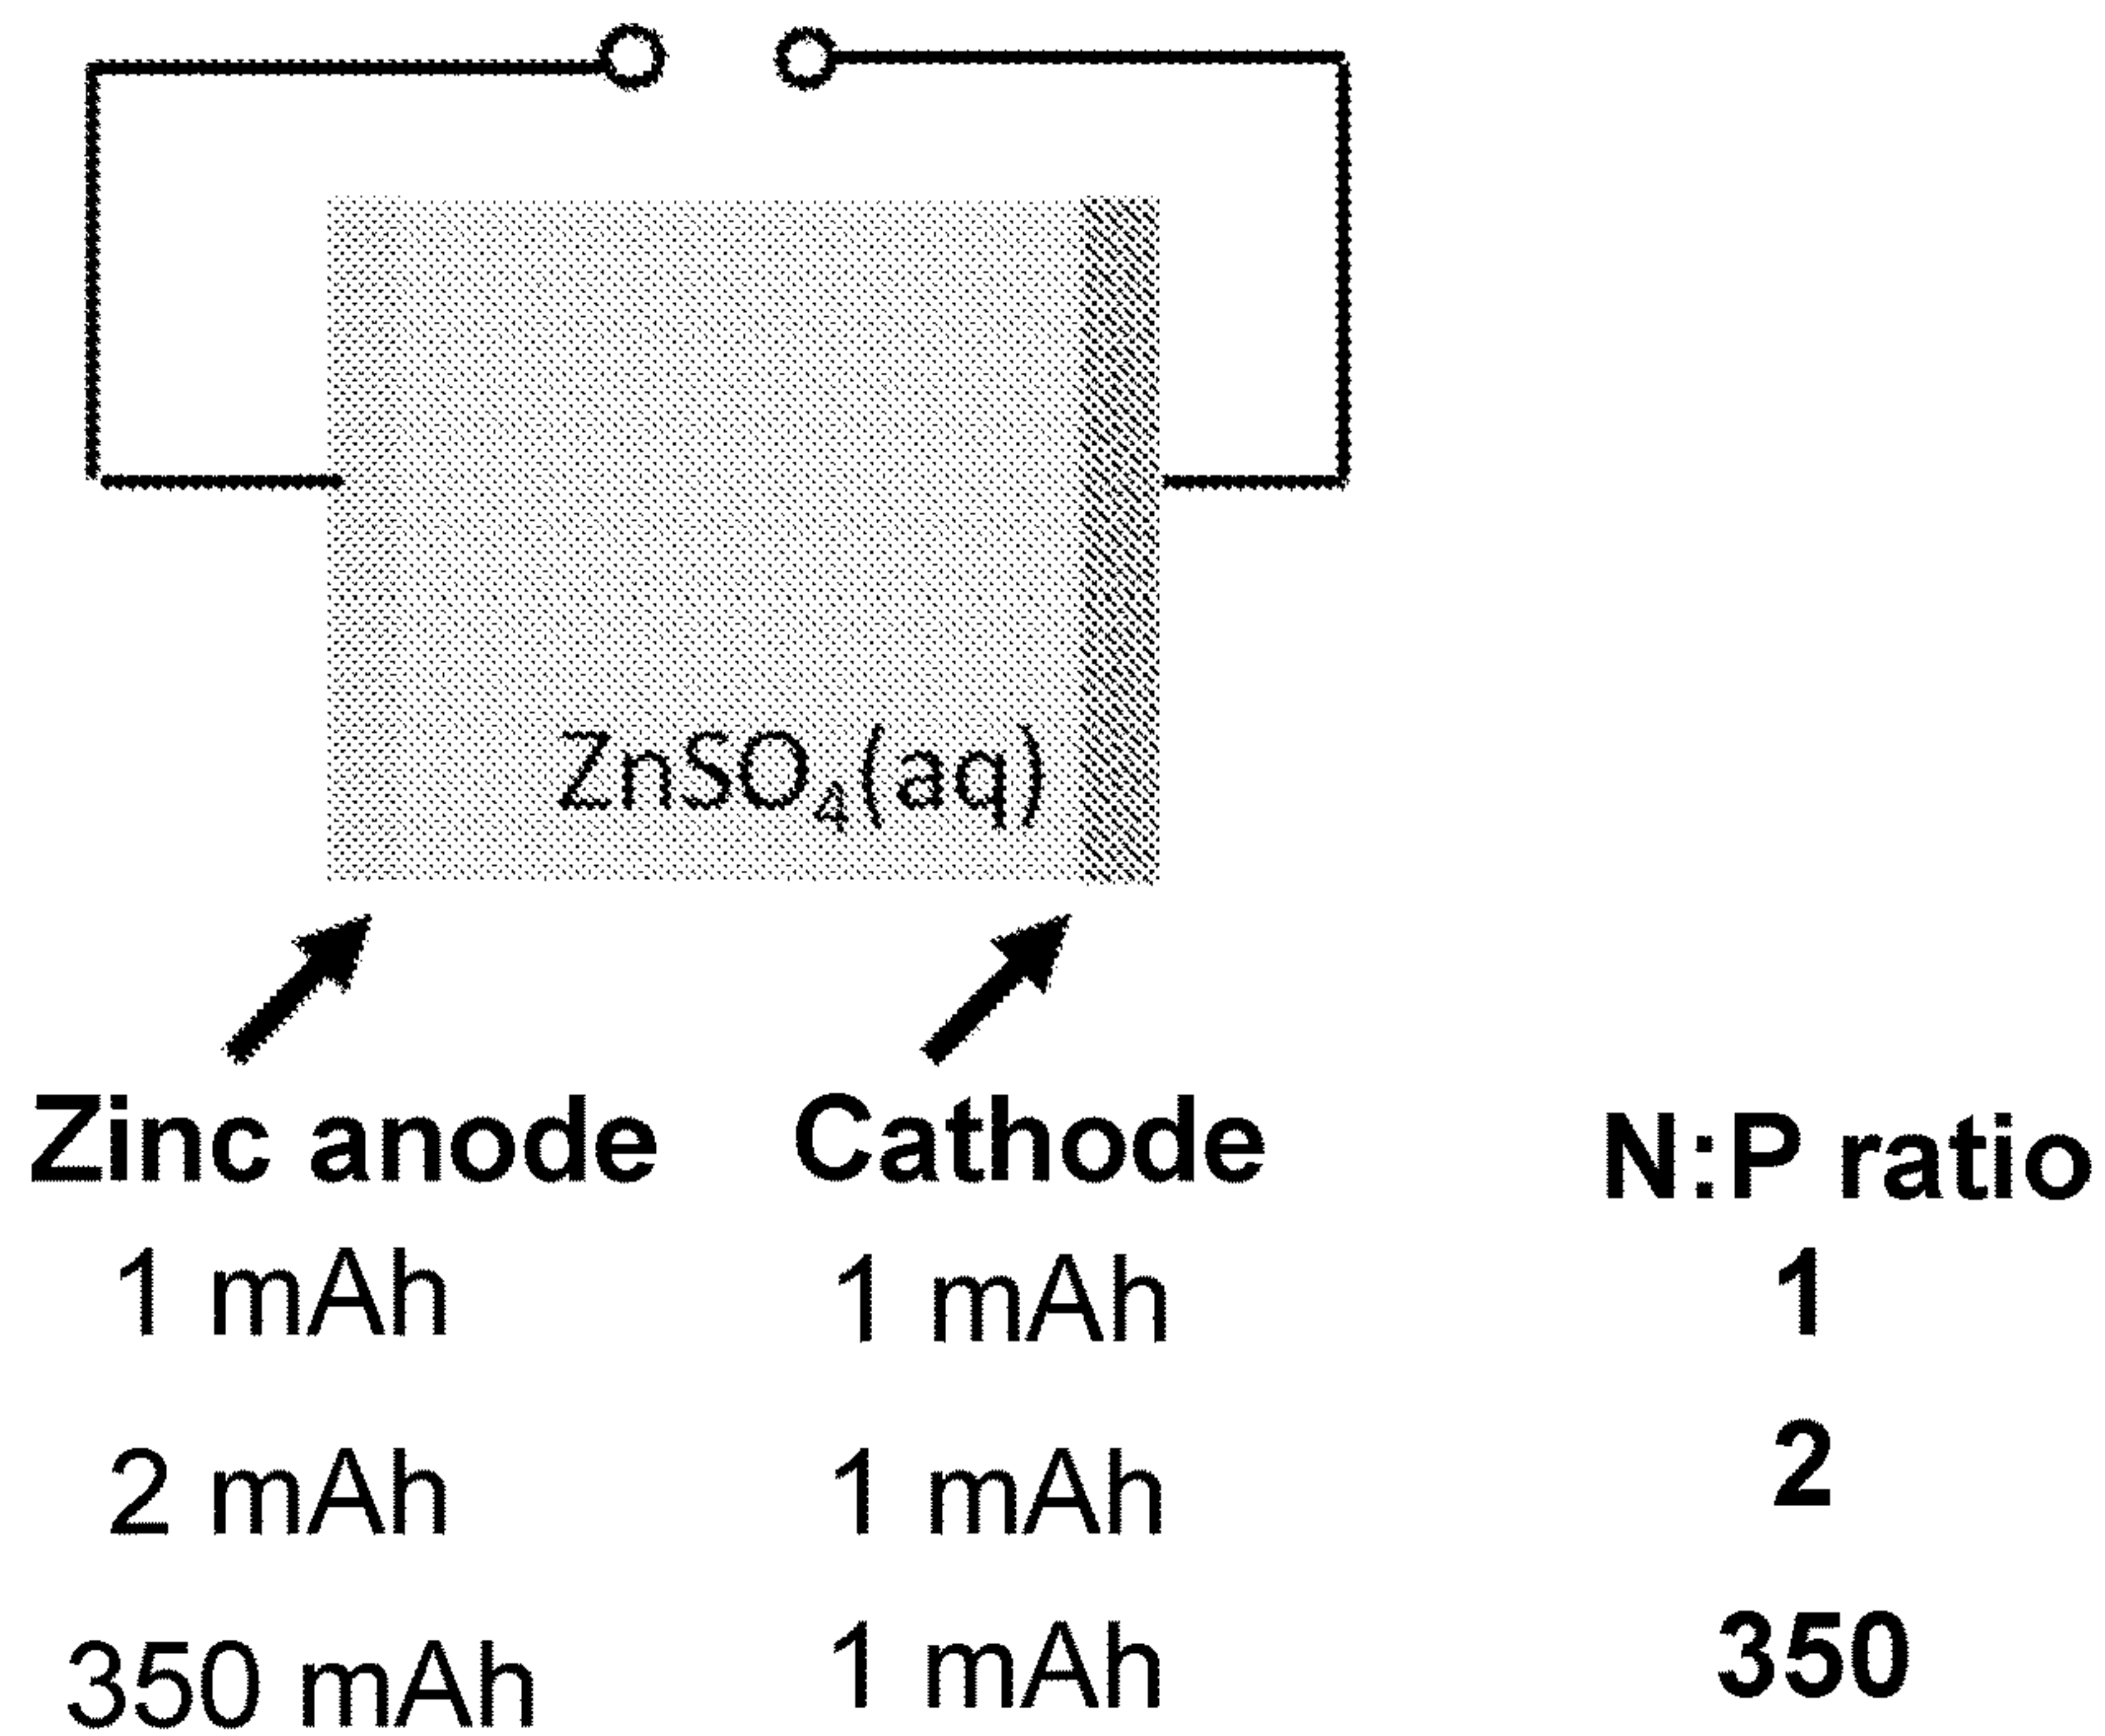 ZnSO₄(aq)
Zinc anode Cathode N:P ratio
1 mAh 1 mAh 1
2 mAh 1 mAh 2
350 mAh 1 mAh 350